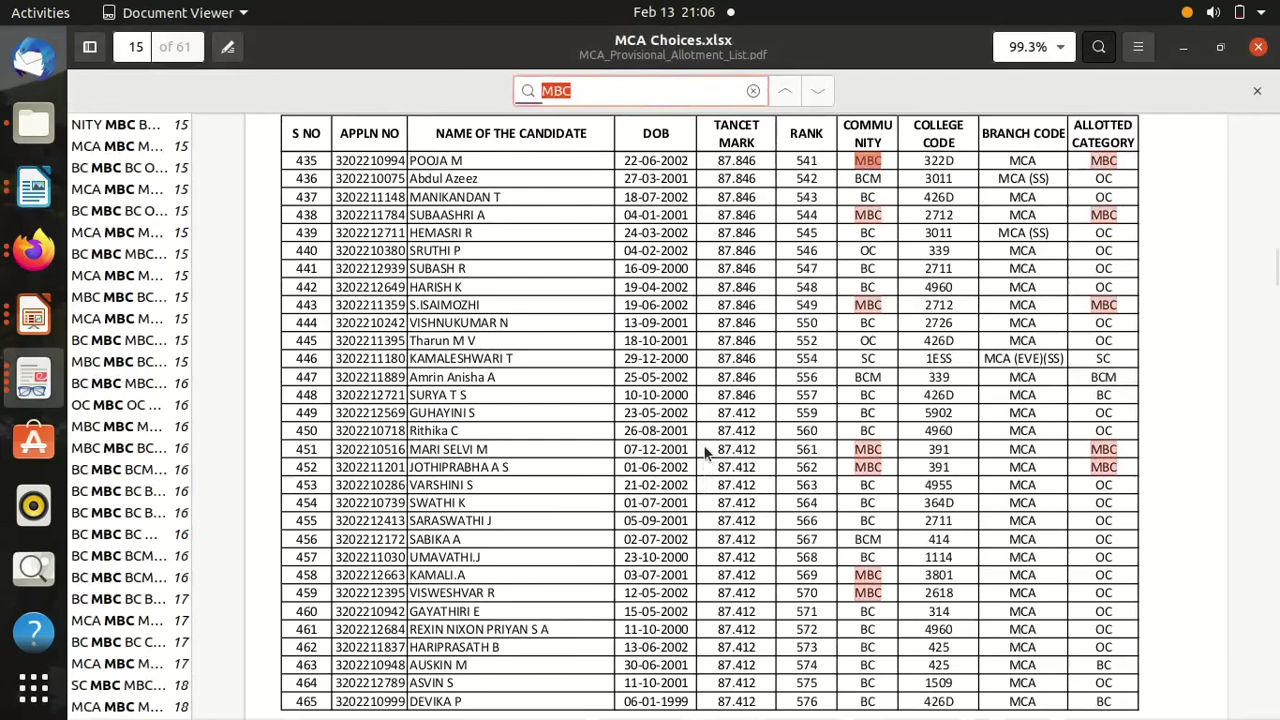 Activities Document Viewer Feb 13 21:06
15 of 61 MCA Choices.xlsx 99.3%
MCA_Provisional_Allotment_List.pdf
MBC
NITY MBC B... 15
MCA MBC M... 15
BC MBC BC O... 15
MCA MBC M... 15
BC MBC BC O... 15
MCA MBC M... 15
BC MBC MBC... 15
MCA MBC M... 15
MBC MBC BC... 15
MCA MBC M... 15
BC MBC MBC... 15
MBC MBC BC... 15
BC MBC BC... 16
OC MBC OC ... 16
MBC MBC M... 16
MBC MBC BC... 16
BC MBC BCM... 16
BC MBC BC B... 16
BC MBC BC B... 16
BC MBC BC ... 16
BC MBC BCM... 16
BC MBC BCM... 16
BC MBC BC B... 17
MCA MBC M... 17
BC MBC BC C... 17
MCA MBC M... 17
SC MBC MBC... 18
MCA MBC M... 18
S NO APPLN NO NAME OF THE CANDIDATE DOB TANCET MARK RANK COMMU NITY COLLEGE CODE BRANCH CODE ALLOTTED CATEGORY
435 3202210994 POOJA M 22-06-2002 87.846 541 MBC 322D MCA MBC
436 3202210075 Abdul Azeez 27-03-2001 87.846 542 BCM 3011 MCA (SS) OC
437 3202211148 MANIKANDAN T 18-07-2002 87.846 543 BC 426D MCA OC
438 3202211784 SUBAASHRI A 04-01-2001 87.846 544 MBC 2712 MCA MBC
439 3202212711 HEMASRI R 24-03-2002 87.846 545 BC 3011 MCA (SS) OC
440 3202210380 SRUTHI P 04-02-2002 87.846 546 OC 339 MCA OC
441 3202212939 SUBASH R 16-09-2000 87.846 547 BC 2711 MCA OC
442 3202212659 HARISH K 19-04-2002 87.846 548 BC 4960 MCA OC
443 3202211359 S.ISAIMOZHI 19-06-2002 87.846 549 MBC 2712 MCA MBC
444 3202210242 VISHNUKUMAR N 13-09-2001 87.846 550 BC 2726 MCA OC
445 3202211395 Tharun M V 18-10-2001 87.846 552 OC 426D MCA OC
446 3202211180 KAMALESHWARI T 29-12-2000 87.846 554 SC 1ESS MCA (EVE)(SS) SC
447 3202211889 Amrin Anisha A 25-05-2002 87.846 556 BCM 339 MCA BCM
448 3202212721 SURYA T S 10-10-2000 87.846 557 BC 426D MCA BC
449 3202212569 GUHAYINI S 23-05-2002 87.412 559 BC 5902 MCA OC
450 3202210718 Rithika C 26-08-2001 87.412 560 BC 4960 MCA OC
451 3202210516 MARI SELVI M 07-12-2001 87.412 561 MBC 391 MCA MBC
452 3202211201 JOTHIPRABHA A S 01-06-2002 87.412 562 MBC 391 MCA MBC
453 3202210286 VARSHINI S 21-02-2002 87.412 563 BC 4955 MCA OC
454 3202210739 SWATHI K 01-07-2001 87.412 564 BC 364D MCA OC
455 3202212413 SARASWATHI J 05-09-2001 87.412 566 BC 2711 MCA OC
456 3202212172 SABIKA A 02-07-2002 87.412 567 BCM 414 MCA OC
457 3202211030 UMAVATHI.J 23-10-2000 87.412 568 BC 1114 MCA OC
458 3202212663 KAMALI.A 03-07-2001 87.412 569 MBC 3801 MCA OC
459 3202212395 VISWESHVAR R 12-05-2002 87.412 570 MBC 2618 MCA OC
460 3202210942 GAYATHIRI E 15-05-2002 87.412 571 BC 314 MCA OC
461 3202212684 REXIN NIXON PRIYAN S A 11-10-2000 87.412 572 BC 4960 MCA OC
462 3202211837 HARIPRASATH B 13-06-2002 87.412 573 BC 425 MCA OC
463 3202210948 AUSKIN M 30-06-2001 87.412 574 BC 425 MCA BC
464 3202212789 ASVIN S 11-10-2001 87.412 575 BC 1509 MCA OC
465 3202210999 DEVIKA P 06-01-1999 87.412 576 BC 426D MCA BC